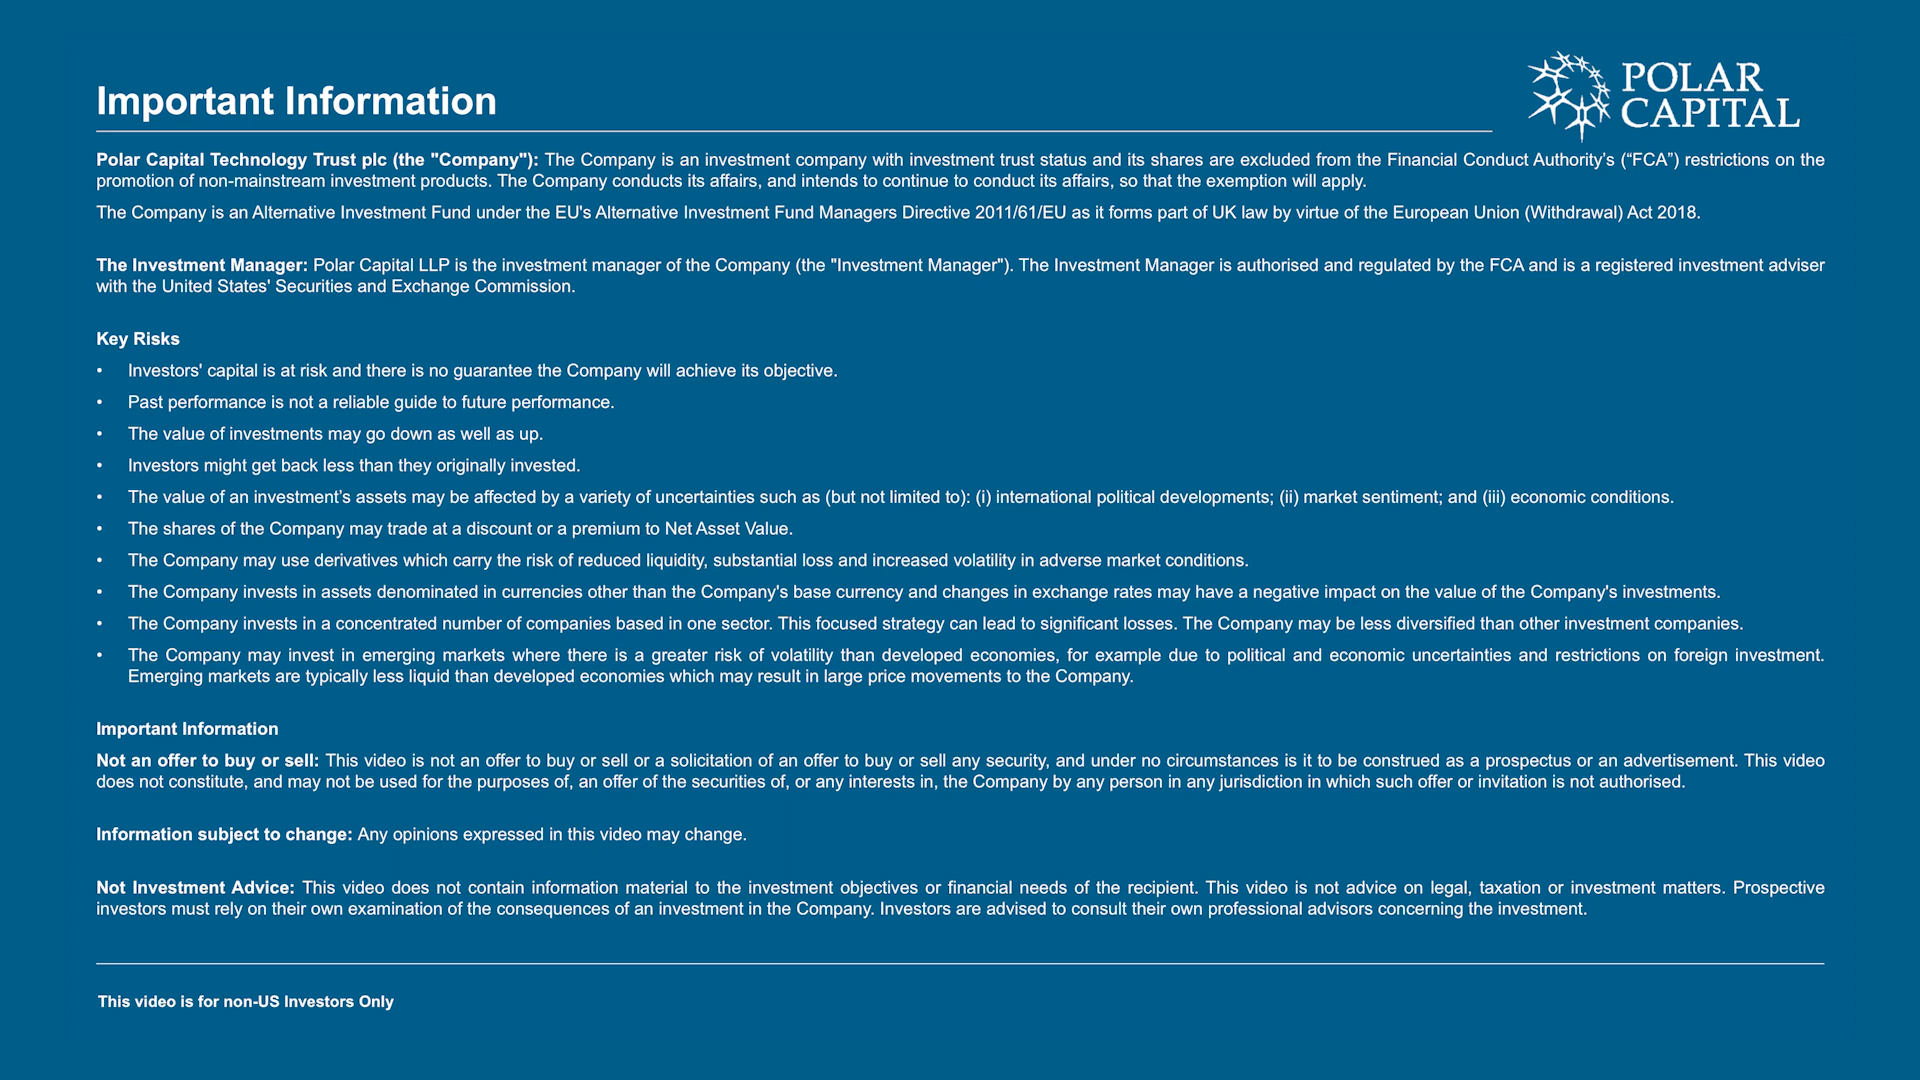 POLAR
CAPITAL
Important Information
Polar Capital Technology Trust plc (the "Company"): The Company is an investment company with investment trust status and its shares are excluded from the Financial Conduct Authority’s (“FCA”) restrictions on the
promotion of non-mainstream investment products. The Company conducts its affairs, and intends to continue to conduct its affairs, so that the exemption will apply.
The Company is an Alternative Investment Fund under the EU's Alternative Investment Fund Managers Directive 2011/61/EU as it forms part of UK law by virtue of the European Union (Withdrawal) Act 2018.
The Investment Manager: Polar Capital LLP is the investment manager of the Company (the "Investment Manager"). The Investment Manager is authorised and regulated by the FCA and is a registered investment adviser
with the United States' Securities and Exchange Commission.
Key Risks
• Investors' capital is at risk and there is no guarantee the Company will achieve its objective.
• Past performance is not a reliable guide to future performance.
• The value of investments may go down as well as up.
• Investors might get back less than they originally invested.
• The value of an investment’s assets may be affected by a variety of uncertainties such as (but not limited to): (i) international political developments; (ii) market sentiment; and (iii) economic conditions.
• The shares of the Company may trade at a discount or a premium to Net Asset Value.
• The Company may use derivatives which carry the risk of reduced liquidity, substantial loss and increased volatility in adverse market conditions.
• The Company invests in assets denominated in currencies other than the Company's base currency and changes in exchange rates may have a negative impact on the value of the Company's investments.
• The Company invests in a concentrated number of companies based in one sector. This focused strategy can lead to significant losses. The Company may be less diversified than other investment companies.
• The Company may invest in emerging markets where there is a greater risk of volatility than developed economies, for example due to political and economic uncertainties and restrictions on foreign investment.
Emerging markets are typically less liquid than developed economies which may result in large price movements to the Company.
Important Information
Not an offer to buy or sell: This video is not an offer to buy or sell or a solicitation of an offer to buy or sell any security, and under no circumstances is it to be construed as a prospectus or an advertisement. This video
does not constitute, and may not be used for the purposes of, an offer of the securities of, or any interests in, the Company by any person in any jurisdiction in which such offer or invitation is not authorised.
Information subject to change: Any opinions expressed in this video may change.
Not Investment Advice: This video does not contain information material to the investment objectives or financial needs of the recipient. This video is not advice on legal, taxation or investment matters. Prospective
investors must rely on their own examination of the consequences of an investment in the Company. Investors are advised to consult their own professional advisors concerning the investment.
This video is for non-US Investors Only